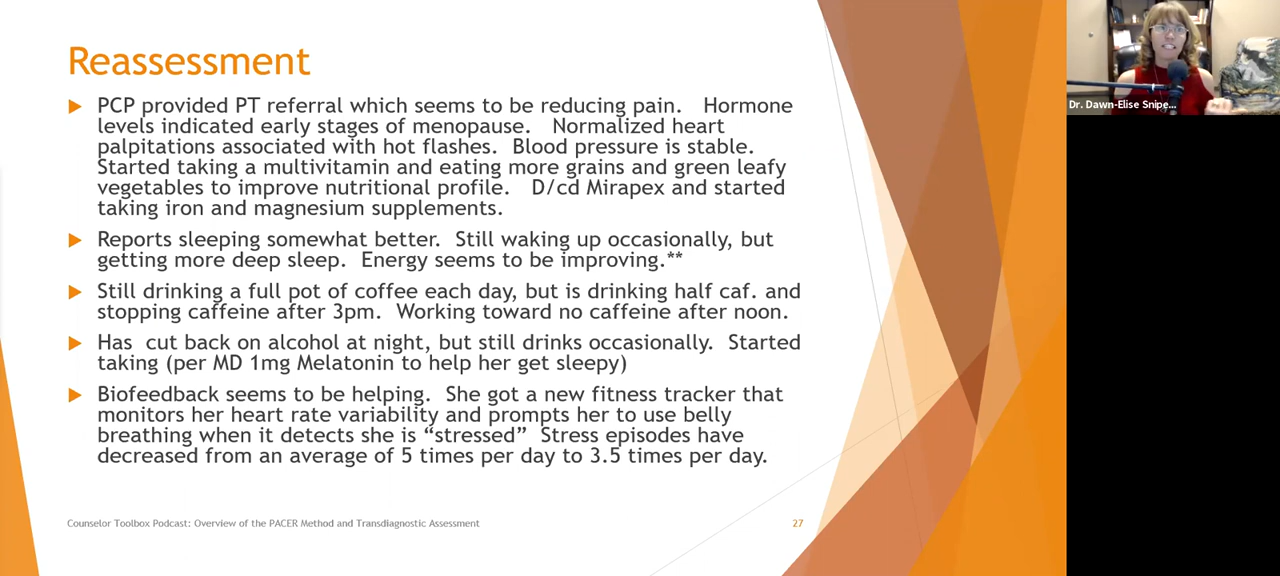 Reassessment
PCP provided PT referral which seems to be reducing pain. Hormone
levels indicated early stages of menopause. Normalized heart
palpitations associated with hot flashes. Blood pressure is stable.
Started taking a multivitamin and eating more grains and green leafy
vegetables to improve nutritional profile. D/cd Mirapex and started
taking iron and magnesium supplements.
Reports sleeping somewhat better. Still waking up occasionally, but
getting more deep sleep. Energy seems to be improving.**
Still drinking a full pot of coffee each day, but is drinking half caf. and
stopping caffeine after 3pm. Working toward no caffeine after noon.
Has cut back on alcohol at night, but still drinks occasionally. Started
taking (per MD 1mg Melatonin to help her get sleepy)
Biofeedback seems to be helping. She got a new fitness tracker that
monitors her heart rate variability and prompts her to use belly
breathing when it detects she is “stressed” Stress episodes have
decreased from an average of 5 times per day to 3.5 times per day.
Counselor Toolbox Podcast: Overview of the PACER Method and Transdiagnostic Assessment
27
Dr. Dawn-Elise Snipe...